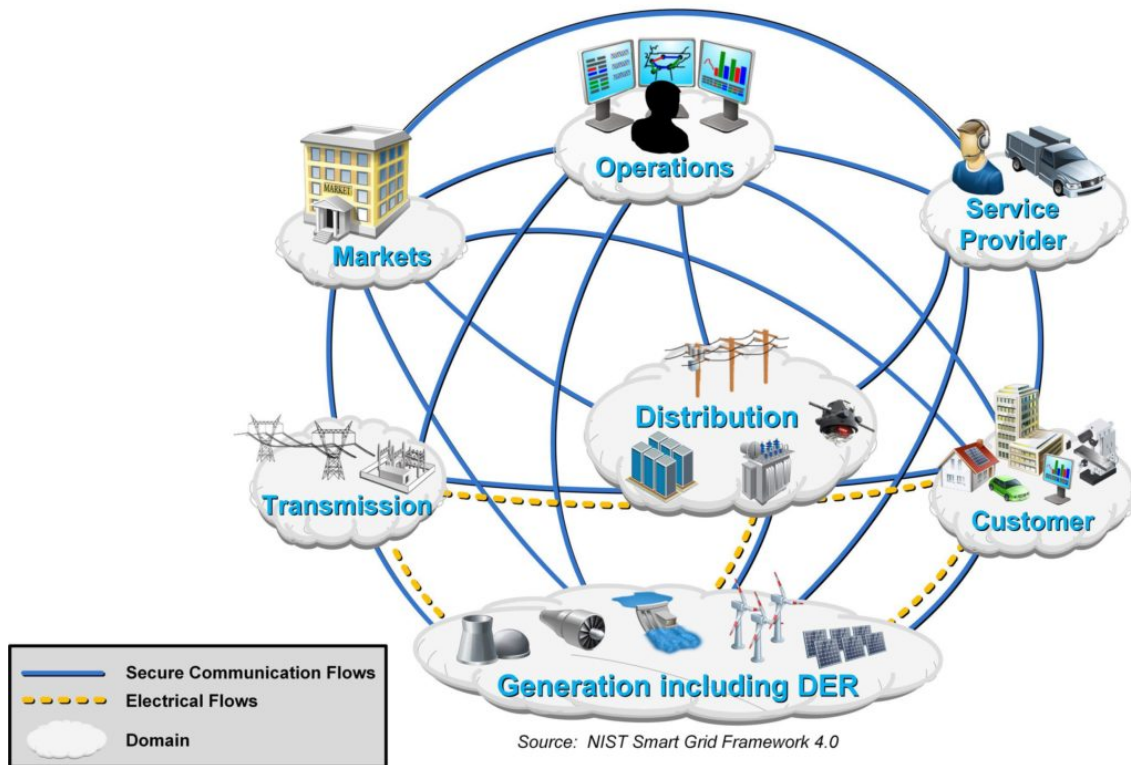 Operations
MARKET
Markets
Service
Provider
Distribution
Transmission
Customer
Generation including DER
Secure Communication Flows
Electrical Flows
Domain
Source: NIST Smart Grid Framework 4.0